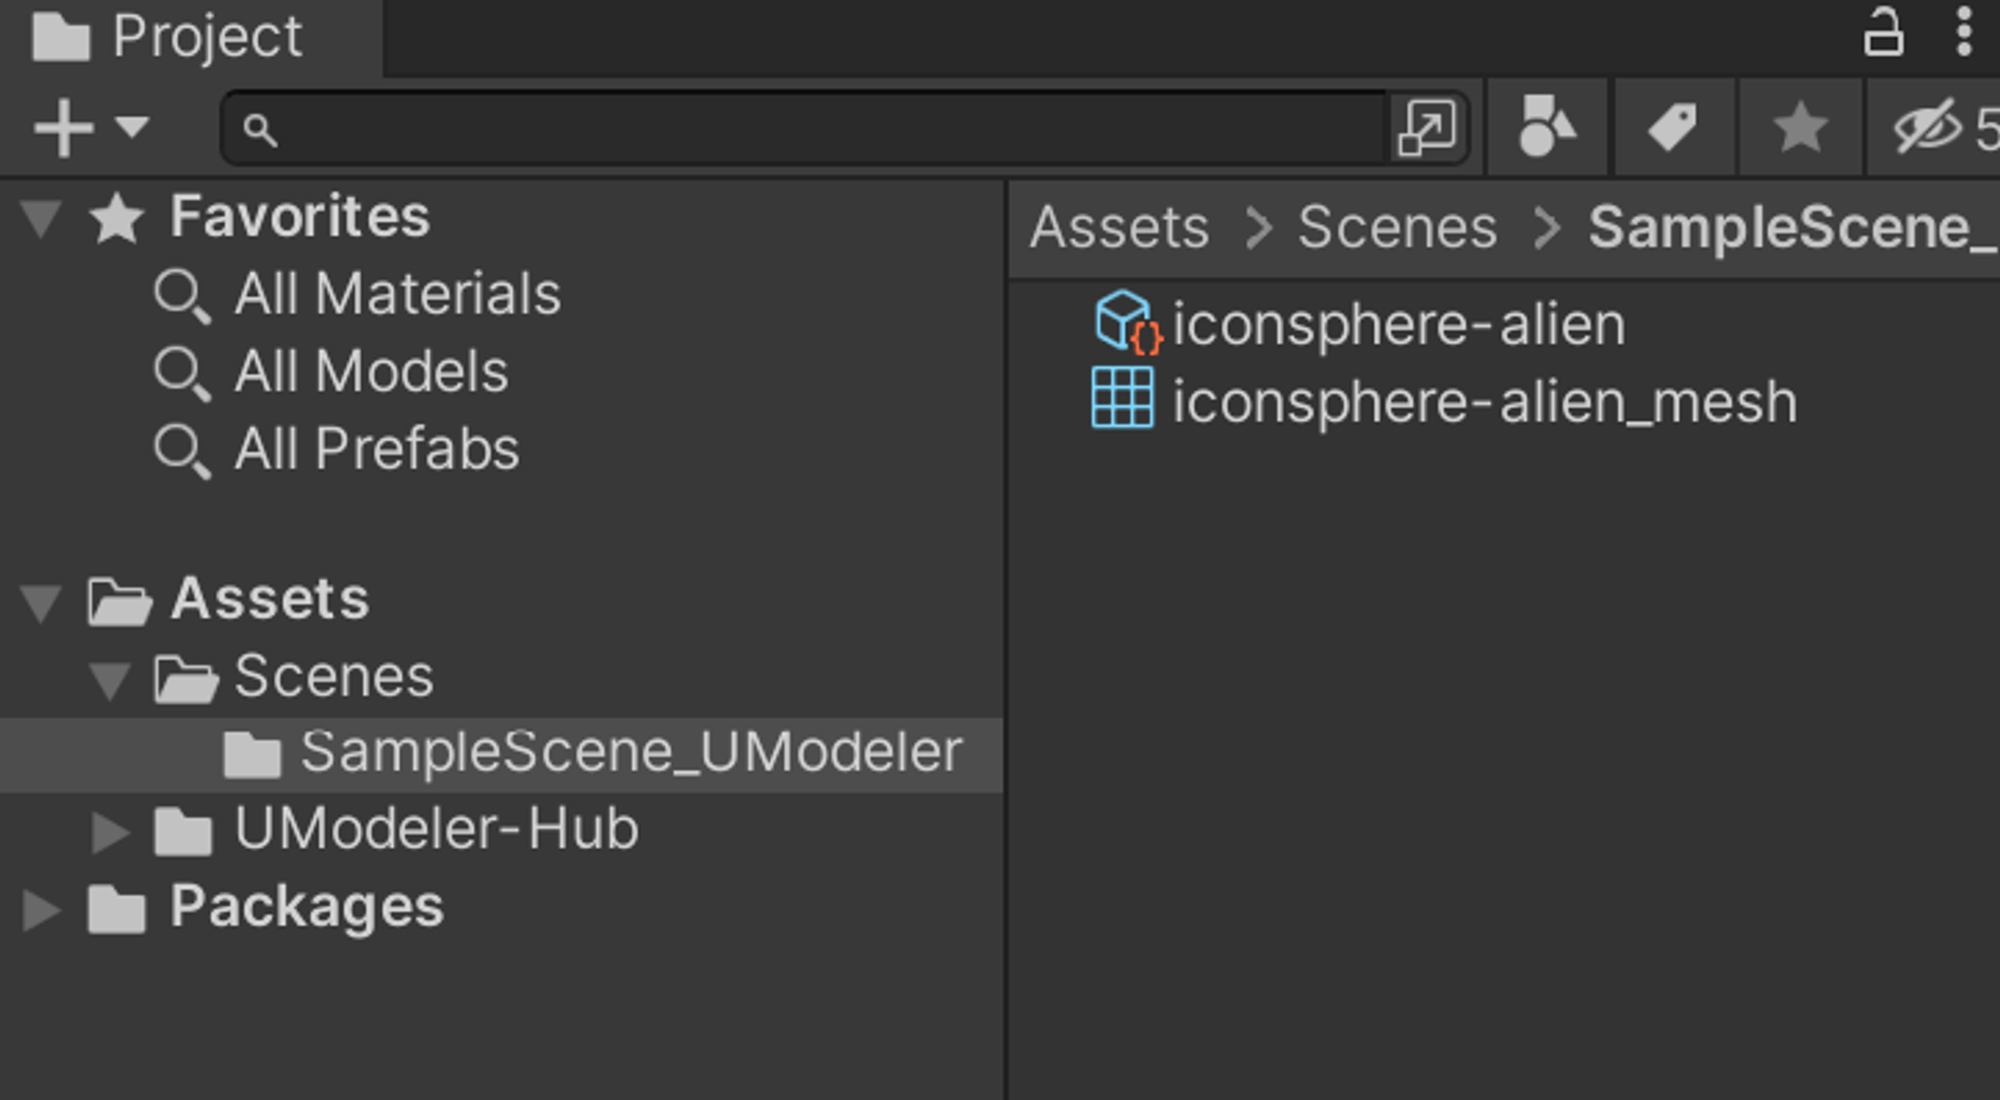 Project
5
Favorites
All Materials
All Models
All Prefabs
Assets
Scenes
SampleScene_UModeler
UModeler-Hub
Packages
Assets > Scenes > SampleScene_
iconsphere-alien
iconsphere-alien_mesh